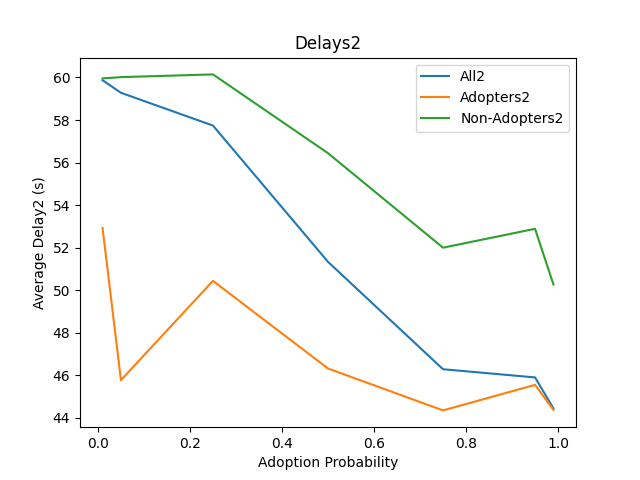 Delays2
All2
Adopters2
Non-Adopters2
Average Delay2 (s)
60
58
56
54
52
50
48
46
44
0.0 0.2 0.4 0.6 0.8 1.0
Adoption Probability